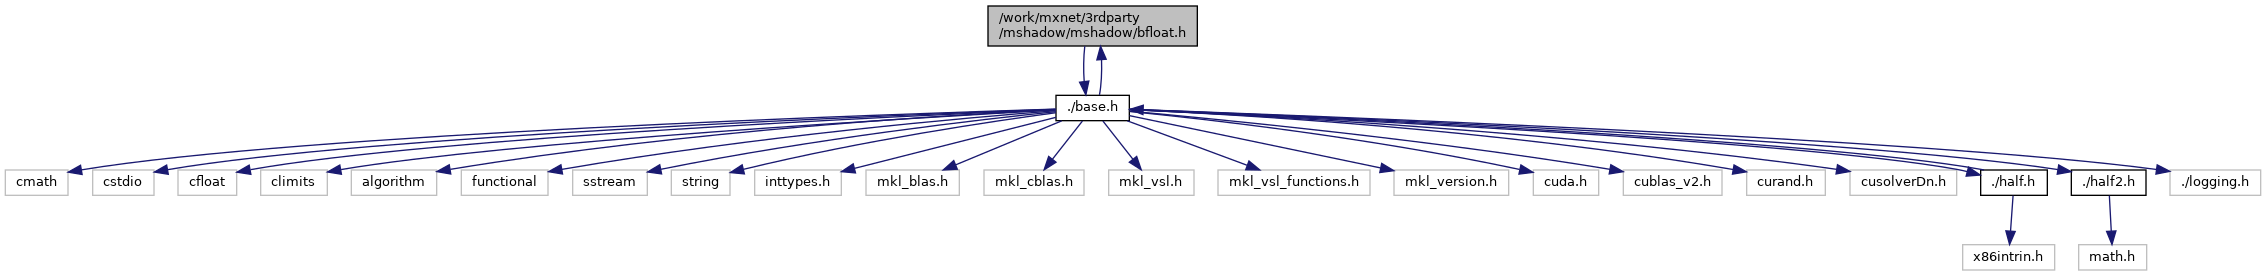 /work/mxnet/3rdparty
/mshadow/mshadow/bfloat.h
./base.h
cmath
cstdio
cfloat
climits
algorithm
functional
sstream
string
inttypes.h
mkl_blas.h
mkl_cblas.h
mkl_vsl.h
mkl_vsl_functions.h
mkl_version.h
cuda.h
cublas_v2.h
curand.h
cusolverDn.h
./half.h
./half2.h
./logging.h
x86intrin.h
math.h